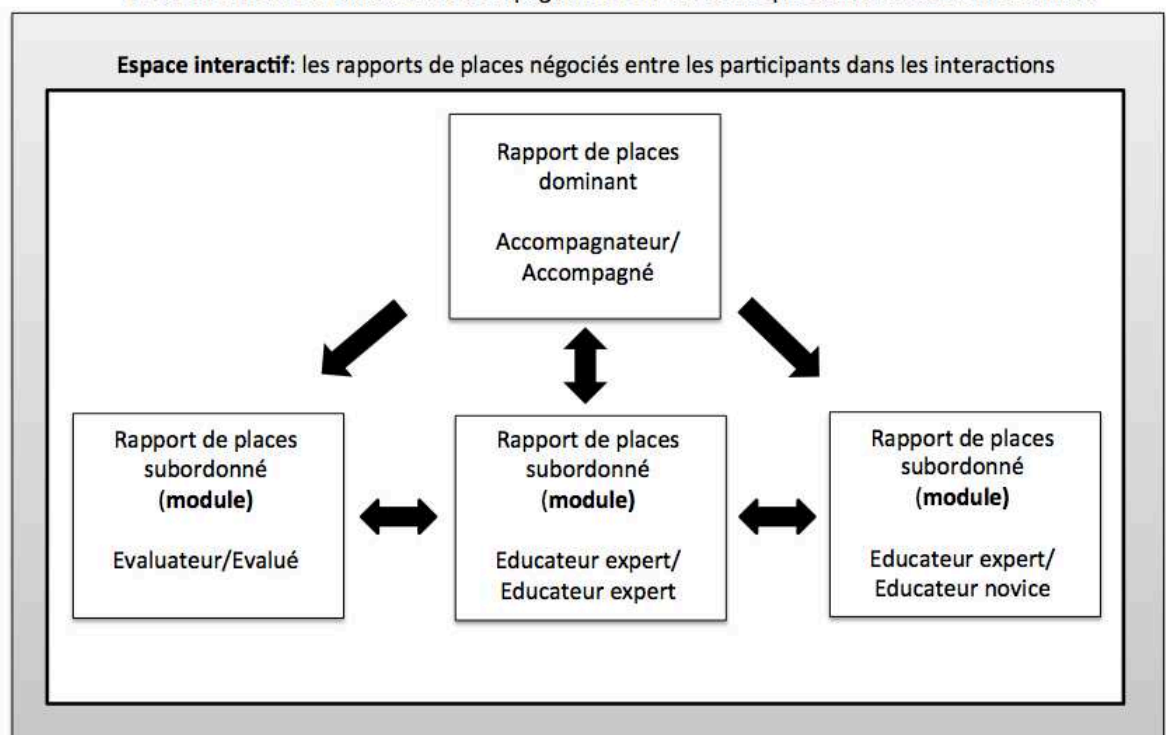 Espace interactif: les rapports de places négociés entre les participants dans les interactions
Rapport de places
dominant
Accompagnateur/
Accompagné
Rapport de places
subordonné
(module)
Evaluateur/Evalué
Rapport de places
subordonné
(module)
Educateur expert/
Educateur expert
Rapport de places
subordonné
(module)
Educateur expert/
Educateur novice